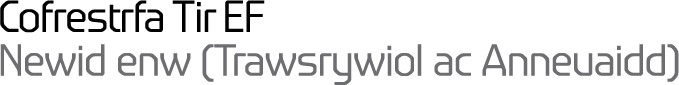 Cofrestrfa Tir EF
Newid enw (Trawsrywiol ac Anneuaidd)